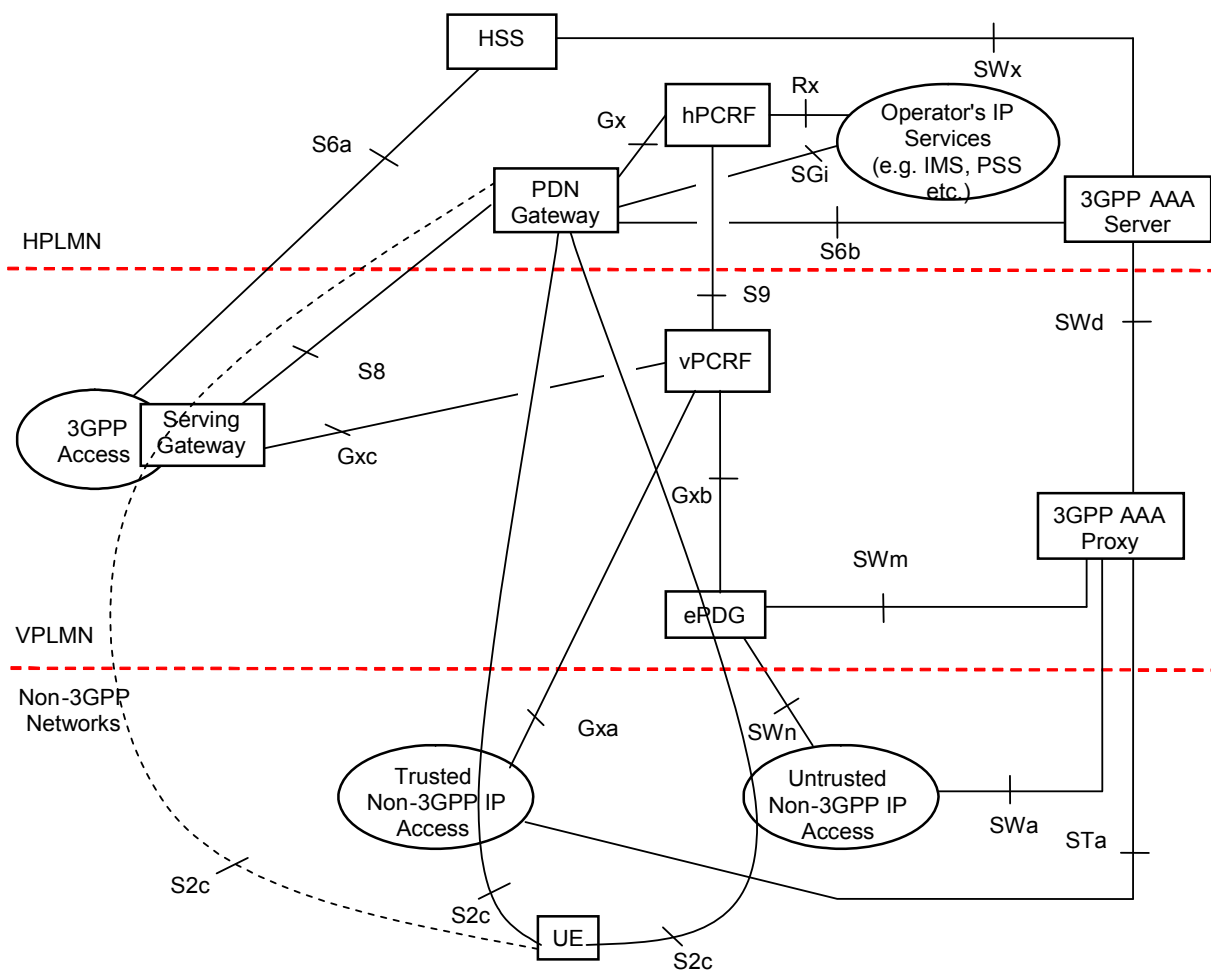 HSS
SWx
Rx
hPCRF
Operator's IP
Services
(e.g. IMS, PSS
etc.)
Gx
S6a
SGi
PDN
Gateway
3GPP AAA
Server
HPLMN
S6b
S9
SWd
vPCRF
S8
3GPP
Access
Serving
Gateway
Gxc
Gxb
3GPP AAA
Proxy
SWm
ePDG
VPLMN
Non-3GPP
Networks
Gxa
SWn
Trusted
Non-3GPP IP
Access
Untrusted
Non-3GPP IP
Access
SWa
STa
S2c
S2c
UE
S2c